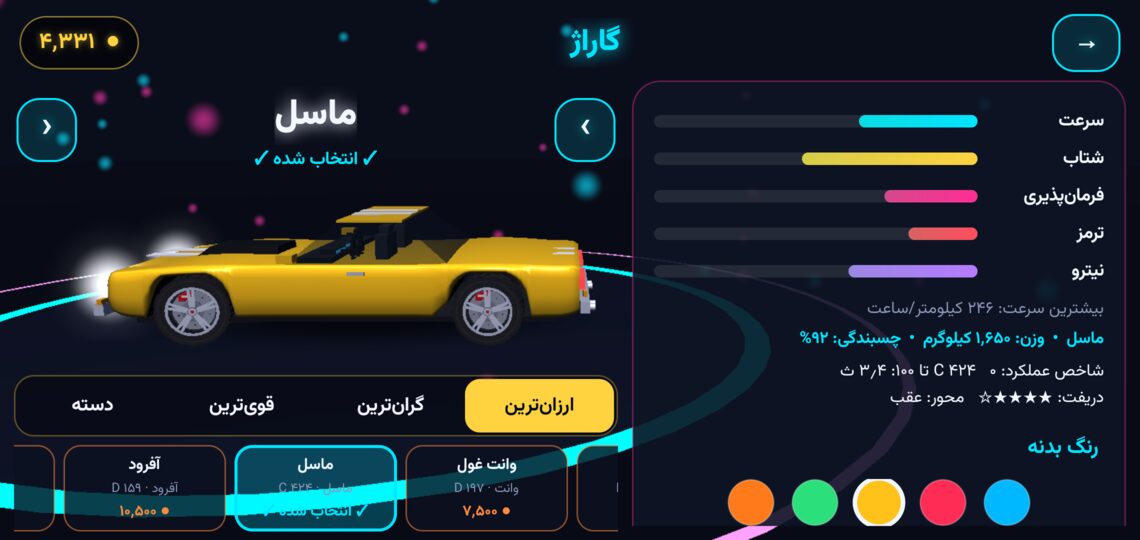 ۴,۳۳۱
گاراژ
→
ماسل
✓ انتخاب شده ✓
سرعت
شتاب
فرمان‌پذیری
ترمز
نیترو
بیشترین سرعت: ۲۴۶ کیلومتر/ساعت
ماسل • وزن: ۱,۶۵۰ کیلوگرم • چسبندگی: ۹۲%
شاخص عملکرد: C ۴۲۴ ۰ تا ۱۰۰: ۳٫۴ ث
دریفت: ★★★★☆ محور: عقب
رنگ بدنه
ارزان‌ترین
گران‌ترین
قوی‌ترین
دسته
وانت غول
وانت · D ۱۹۷
۷,۵۰۰
ماسل
ماسل · C ۴۲۴
✓ انتخاب شده ✓
آفرود
آفرود · D ۱۵۹
۱۰,۵۰۰